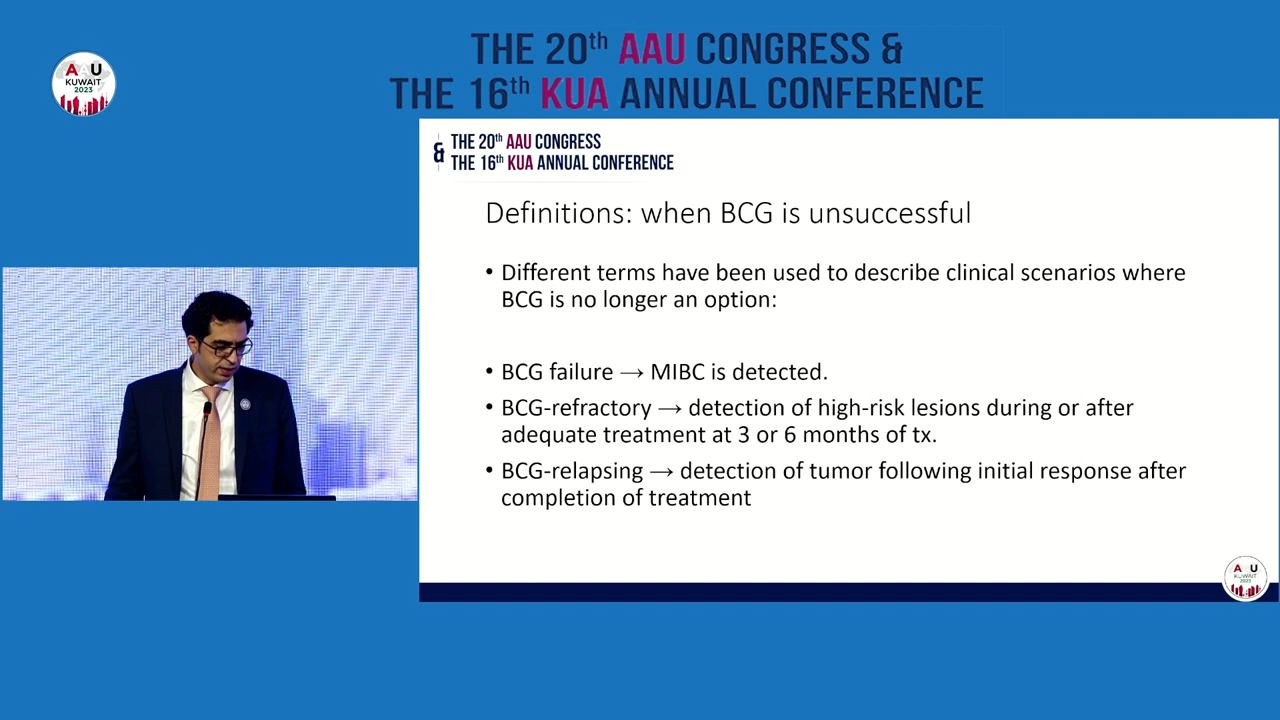 AAU
KUWAIT
2023
THE 20th AAU CONGRESS &
THE 16th KUA ANNUAL CONFERENCE
& THE 20th AAU CONGRESS
THE 16th KUA ANNUAL CONFERENCE
Definitions: when BCG is unsuccessful
• Different terms have been used to describe clinical scenarios where
BCG is no longer an option:
• BCG failure → MIBC is detected.
• BCG-refractory → detection of high-risk lesions during or after
adequate treatment at 3 or 6 months of tx.
• BCG-relapsing → detection of tumor following initial response after
completion of treatment
A U
KUWAIT
2023